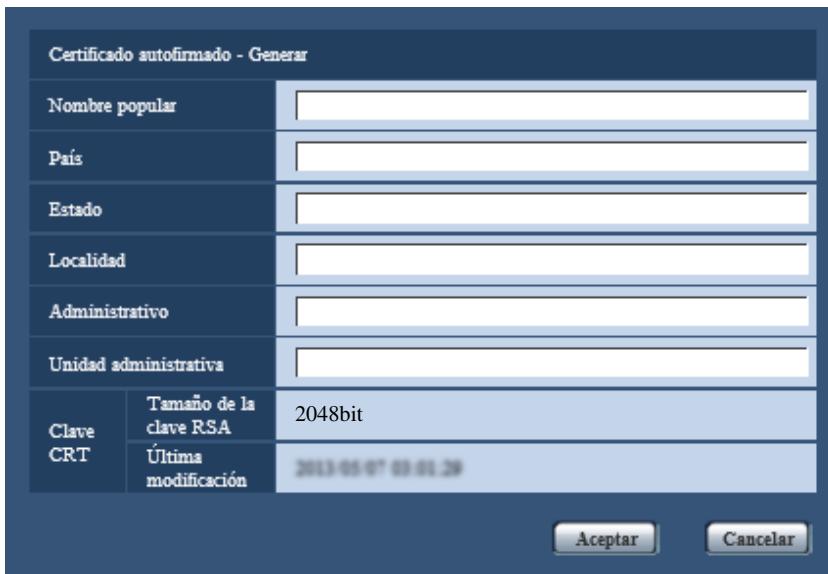 Certificado autofirmado - Generar
Nombre popular
País
Estado
Localidad
Administrativo
Unidad administrativa
Clave
CRT
Tamaño de la
clave RSA
2048bit
Última
modificación
Aceptar
Cancelar